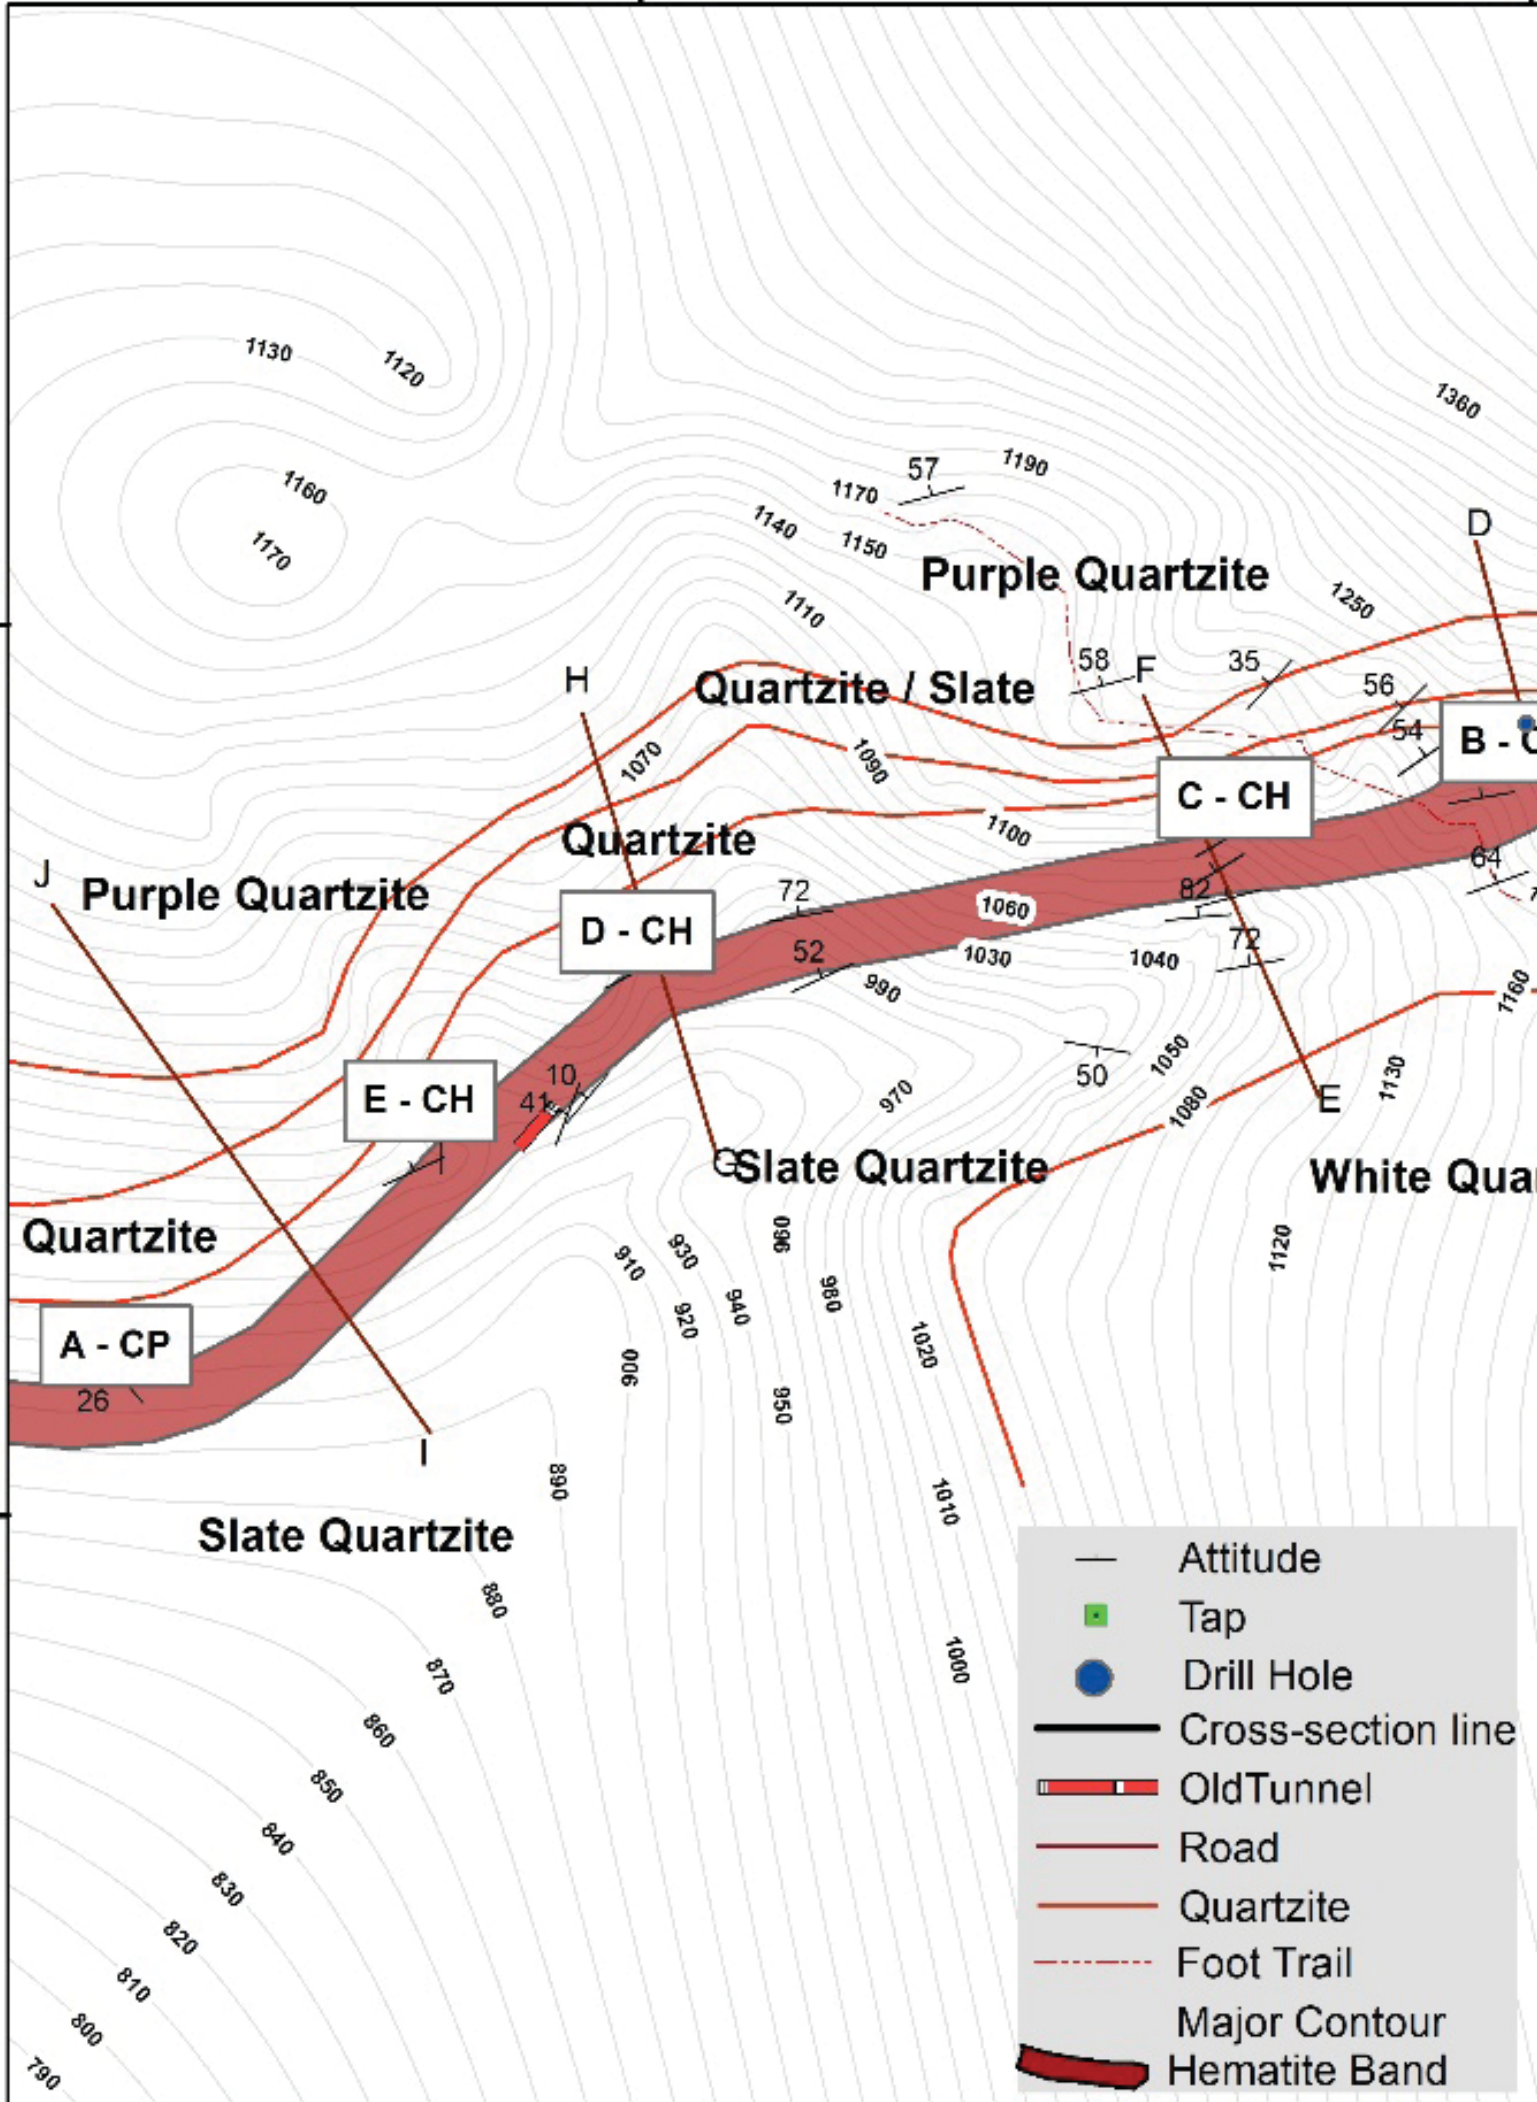 1130
1120
1360
57
1190
1160
1170
1140
1150
1170
D
Purple Quartzite
1110
1250
58
F
35
H
Quartzite / Slate
56
54
B - C
1070
1090
C - CH
Quartzite
1100
J
Purple Quartzite
72
82
64
7
1060
D - CH
52
72
1030
1040
990
1160
1050
10
50
970
1130
E - CH
41
1080
E
G
Slate Quartzite
White Qua
Quartzite
960
930
910
1120
980
940
920
A - CP
1020
900
26
950
I
890
1010
Slate Quartzite
880
1000
870
860
850
840
830
820
810
800
790
Attitude
Tap
Drill Hole
Cross-section line
OldTunnel
Road
Quartzite
Foot Trail
Major Contour
Hematite Band